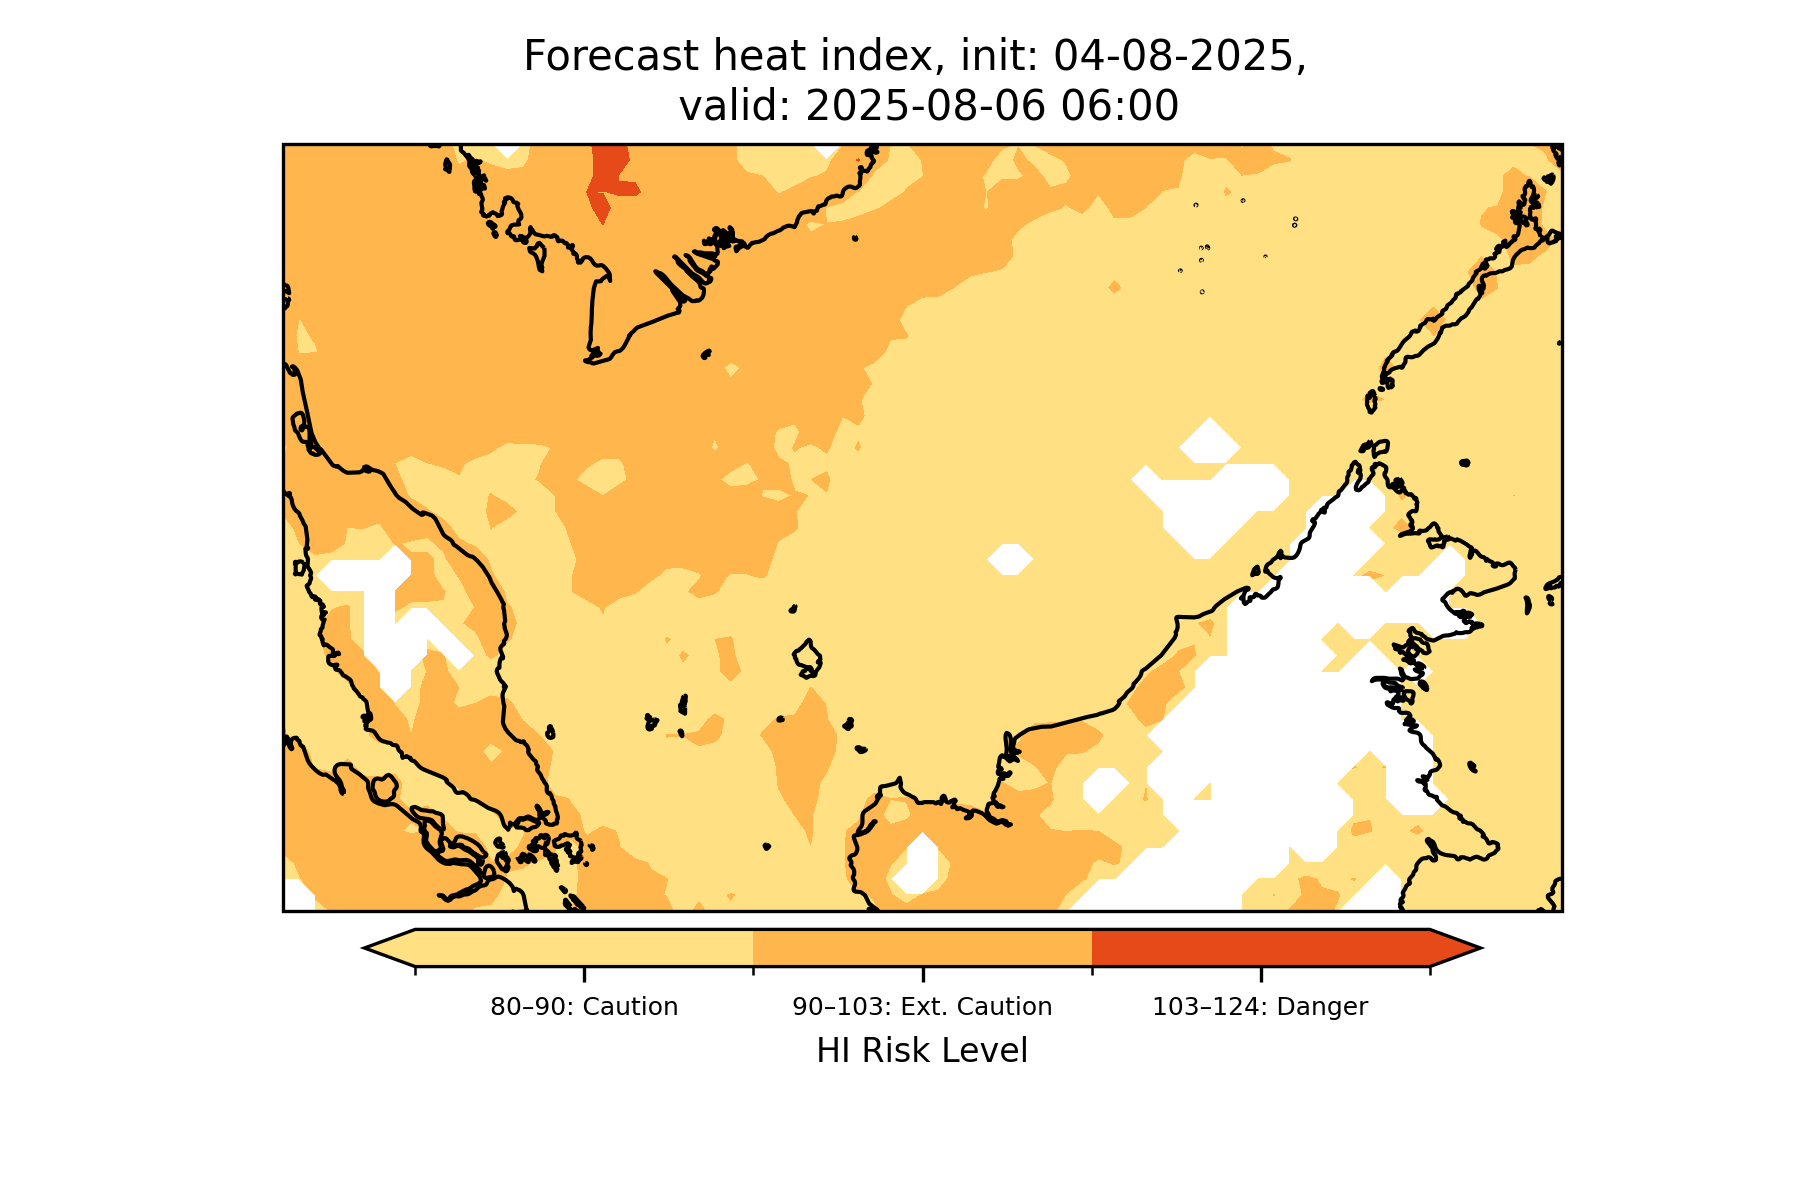 Forecast heat index, init: 04-08-2025,
valid: 2025-08-06 06:00
80–90: Caution
90–103: Ext. Caution
103–124: Danger
HI Risk Level